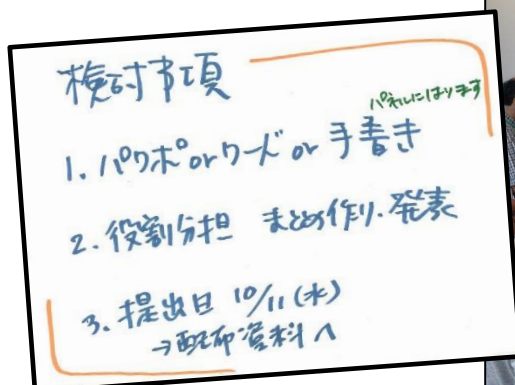 検討事項
パネルにはります
1. パワポ or ワード or 手書き
2. 役割分担 まとめ作り・発表
3. 提出日 10/11(水)
→配布資料へ